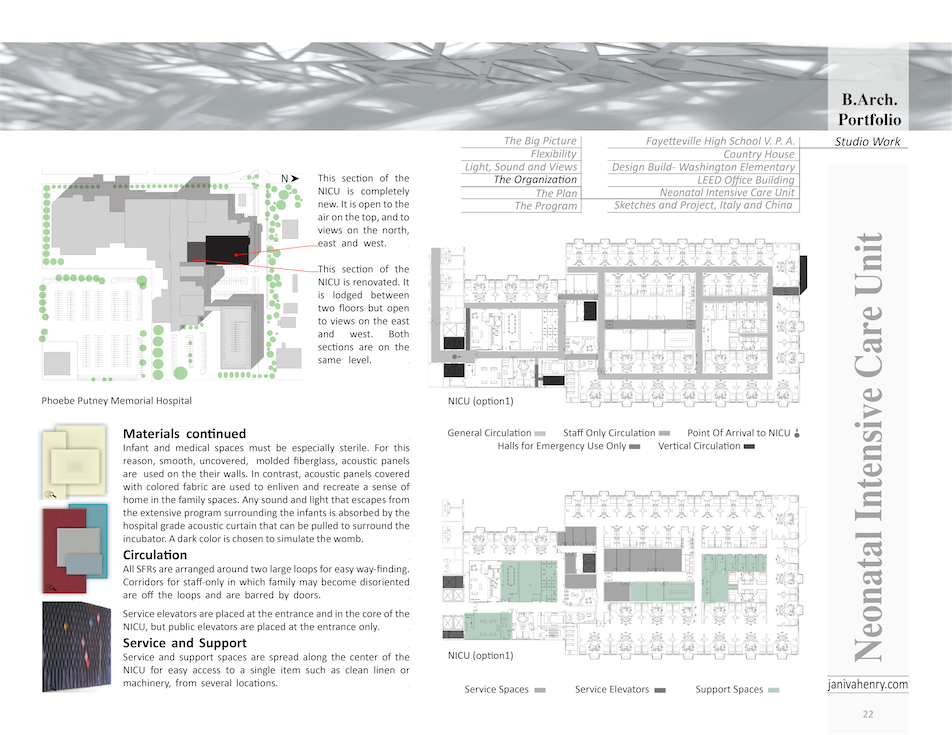 B.Arch.
Portfolio
Studio Work
The Big Picture
Flexibility
Light, Sound and Views
The Organization
The Plan
The Program
Fayetteville High School V. P. A.
Country House
Design Build- Washington Elementary
LEED Office Building
Neonatal Intensive Care Unit
Sketches and Project, Italy and China
N
This section of the
NICU is completely
new. It is open to the
air on the top, and to
views on the north,
east and west.
This section of the
NICU is renovated. It
is lodged between
two floors but open
to views on the east
and west. Both
sections are on the
same level.
Phoebe Putney Memorial Hospital
Materials continued
Infant and medical spaces must be especially sterile. For this
reason, smooth, uncovered, molded fiberglass, acoustic panels
are used on the their walls. In contrast, acoustic panels covered
with colored fabric are used to enliven and recreate a sense of
home in the family spaces. Any sound and light that escapes from
the extensive program surrounding the infants is absorbed by the
hospital grade acoustic curtain that can be pulled to surround the
incubator. A dark color is chosen to simulate the womb.
Circulation
All SFRs are arranged around two large loops for easy way-finding.
Corridors for staff-only in which family may become disoriented
are off the loops and are barred by doors.
Service elevators are placed at the entrance and in the core of the
NICU, but public elevators are placed at the entrance only.
Service and Support
Service and support spaces are spread along the center of the
NICU for easy access to a single item such as clean linen or
machinery, from several locations.
NICU (option1)
General Circulation
Staff Only Circulation
Point Of Arrival to NICU
Halls for Emergency Use Only
Vertical Circulation
NICU (option1)
Service Spaces
Service Elevators
Support Spaces
Neonatal Intensive Care Unit
janivahenry.com
22